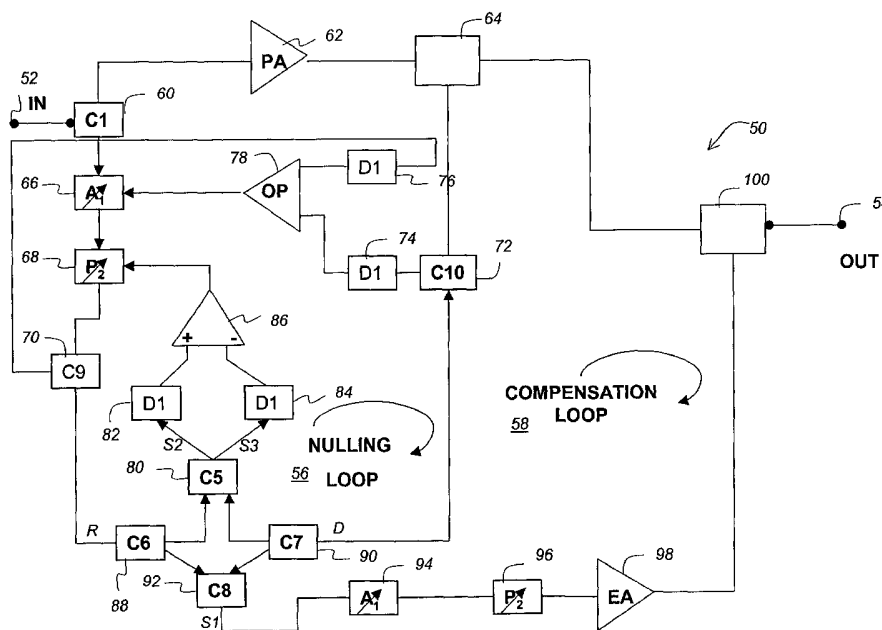 62
64
PA
52
IN
60
C1
50
78
D1
76
100
66
A1
OP
5
74
OUT
68
P2
D1
C10
72
86
70
+ -
C9
D1
D1
84
82
COMPENSATION
LOOP
58
S2
S3
NULLING
LOOP
56
80
C5
R
C6
C7
D
90
94
96
98
88
92
C8
A1
P2
EA
S1